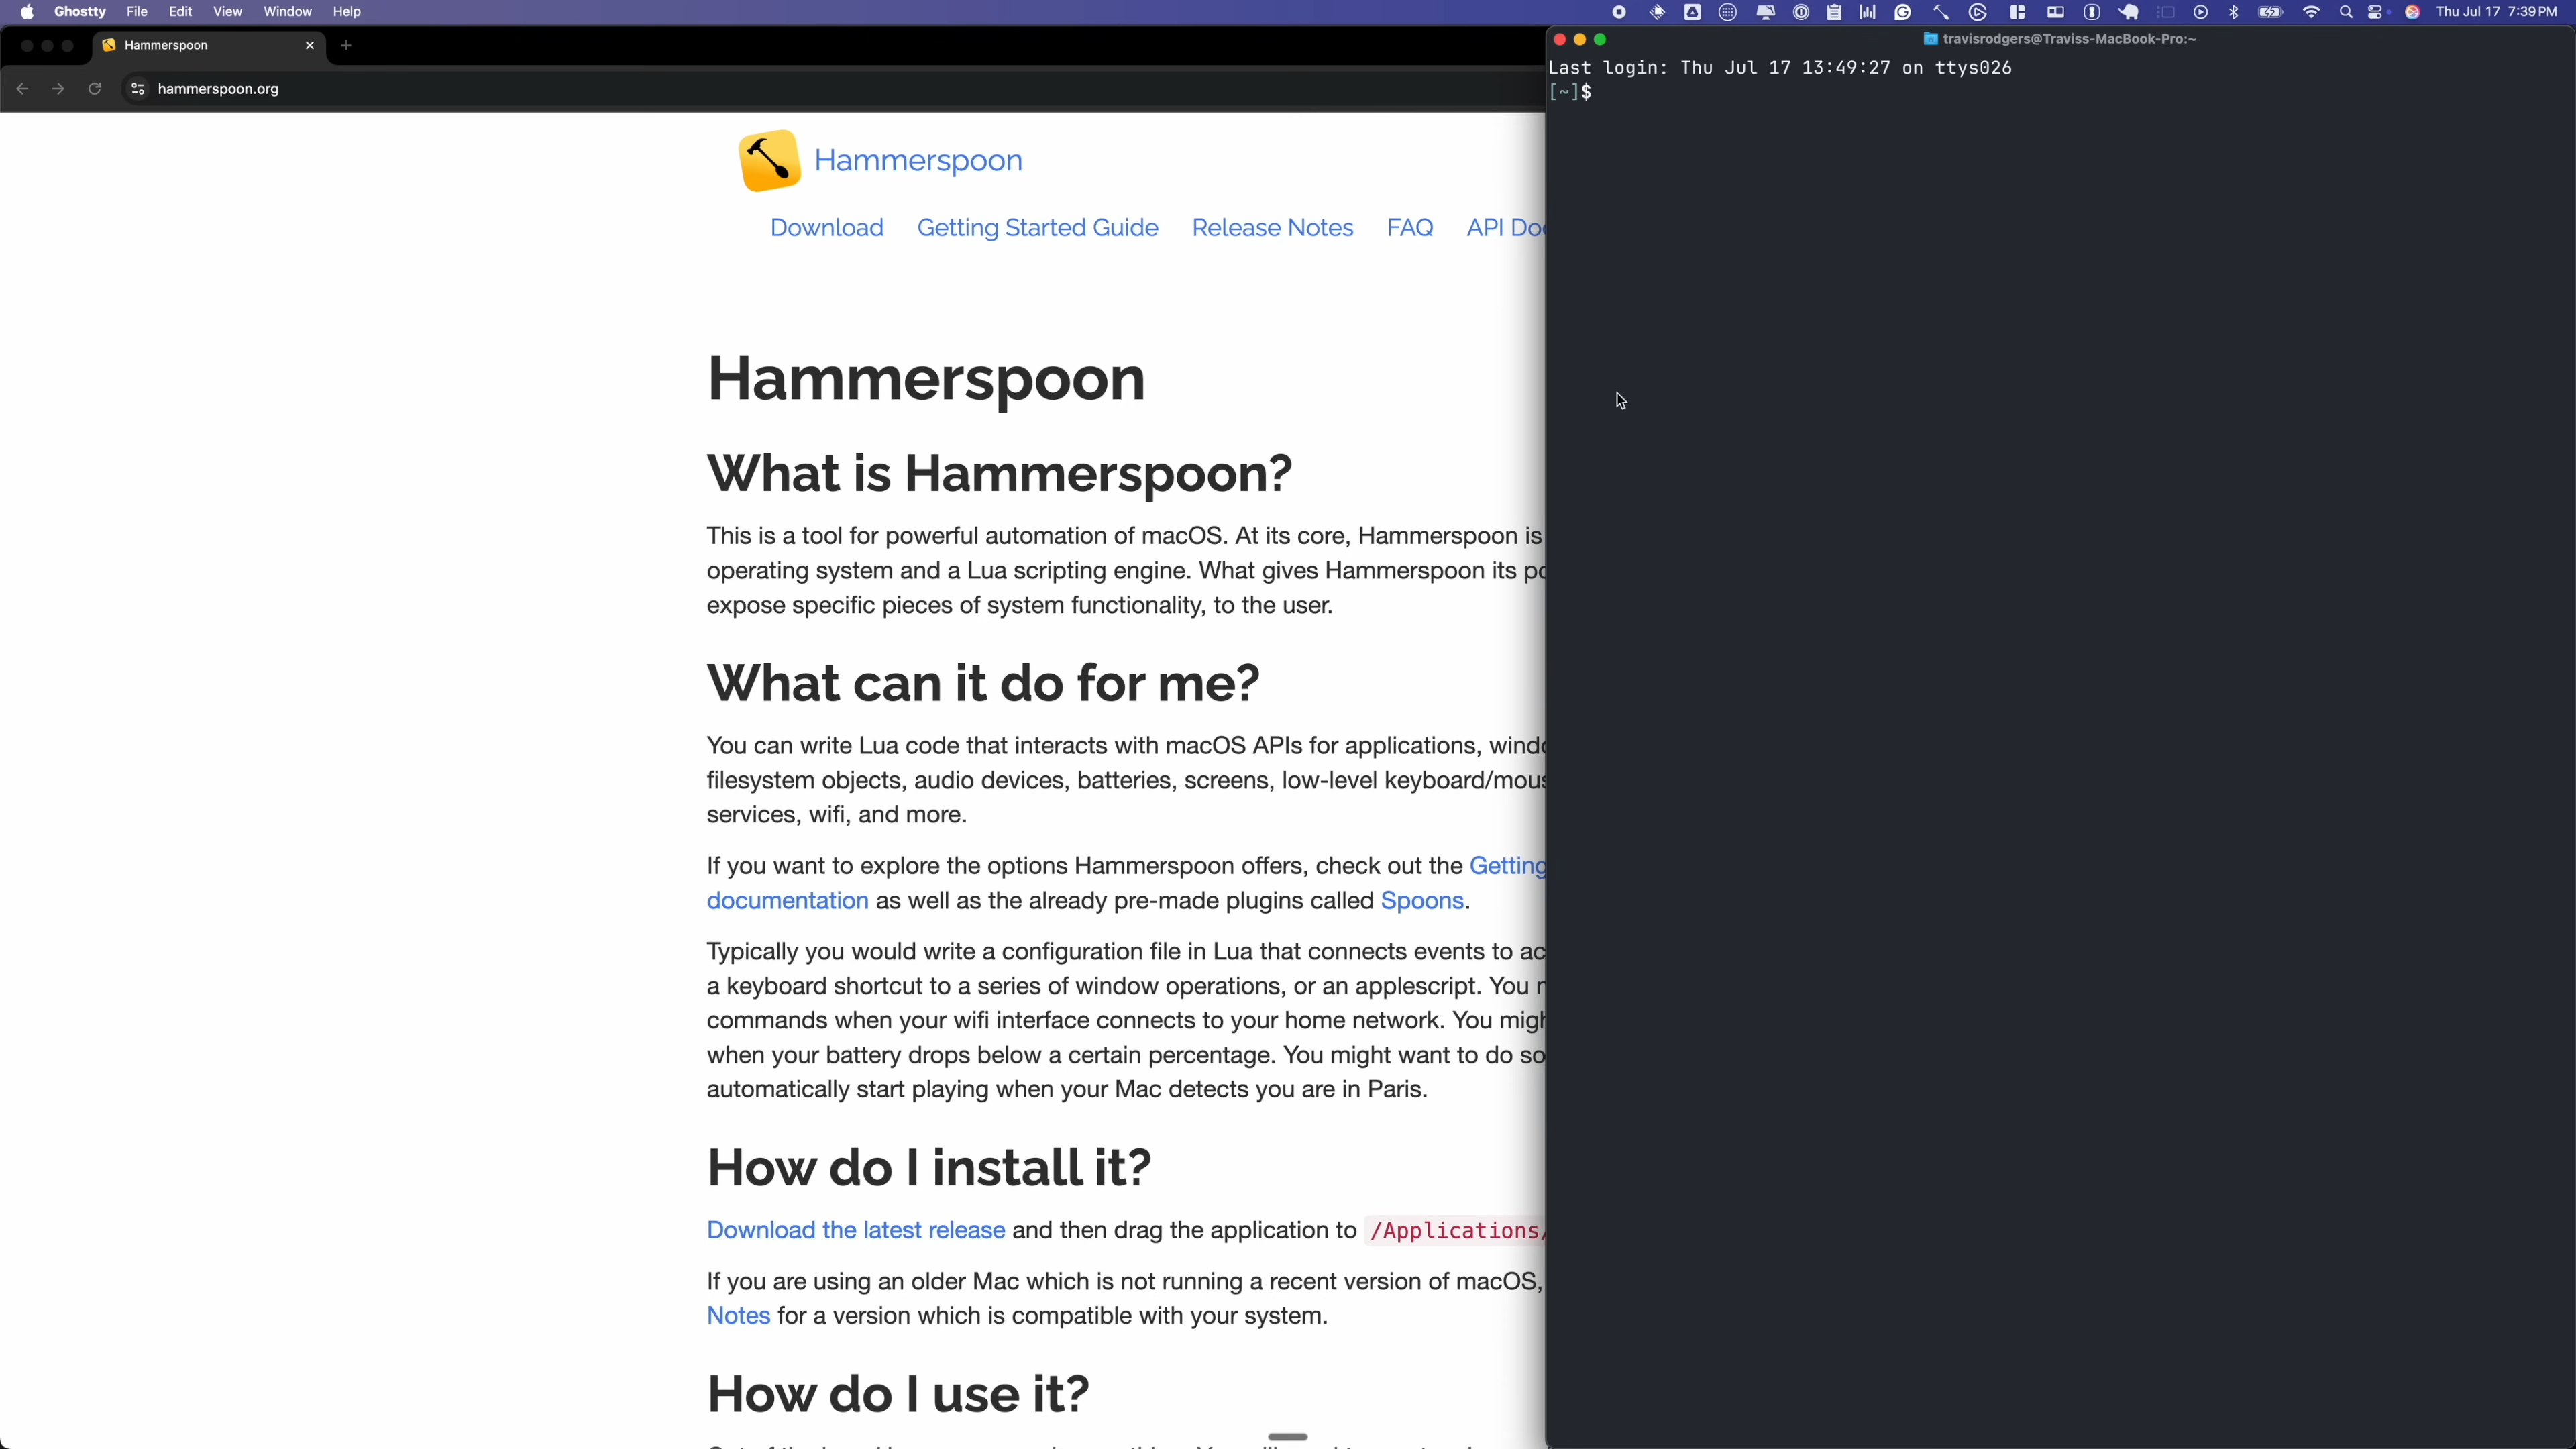 Ghostty File Edit View Window Help
Thu Jul 17 7:39 PM
Hammerspoon
hammerspoon.org
Hammerspoon
Download Getting Started Guide Release Notes FAQ API Doc
Hammerspoon
What is Hammerspoon?
This is a tool for powerful automation of macOS. At its core, Hammerspoon is
operating system and a Lua scripting engine. What gives Hammerspoon its po
expose specific pieces of system functionality, to the user.
What can it do for me?
You can write Lua code that interacts with macOS APIs for applications, windo
filesystem objects, audio devices, batteries, screens, low-level keyboard/mous
services, wifi, and more.
If you want to explore the options Hammerspoon offers, check out the Getting
documentation as well as the already pre-made plugins called Spoons.
Typically you would write a configuration file in Lua that connects events to ac
a keyboard shortcut to a series of window operations, or an applescript. You
commands when your wifi interface connects to your home network. You migh
when your battery drops below a certain percentage. You might want to do so
automatically start playing when your Mac detects you are in Paris.
How do I install it?
Download the latest release and then drag the application to /Applications/
If you are using an older Mac which is not running a recent version of macOS,
Notes for a version which is compatible with your system.
How do I use it?
travisrodgers@Traviss-MacBook-Pro:~
Last login: Thu Jul 17 13:49:27 on ttys026
[~]$